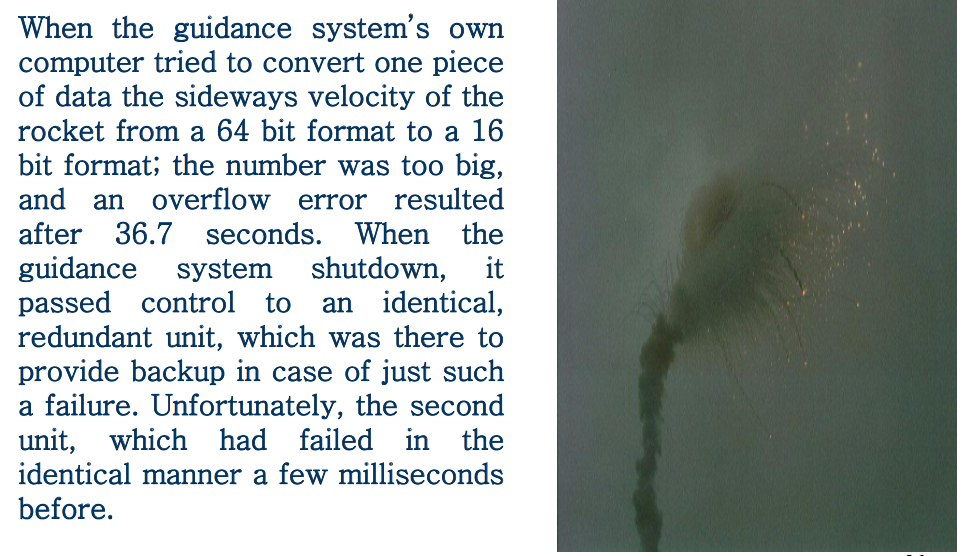 When the guidance system’s own
computer tried to convert one piece
of data the sideways velocity of the
rocket from a 64 bit format to a 16
bit format; the number was too big,
and an overflow error resulted
after 36.7 seconds. When the
guidance system shutdown, it
passed control to an identical,
redundant unit, which was there to
provide backup in case of just such
a failure. Unfortunately, the second
unit, which had failed in the
identical manner a few milliseconds
before.